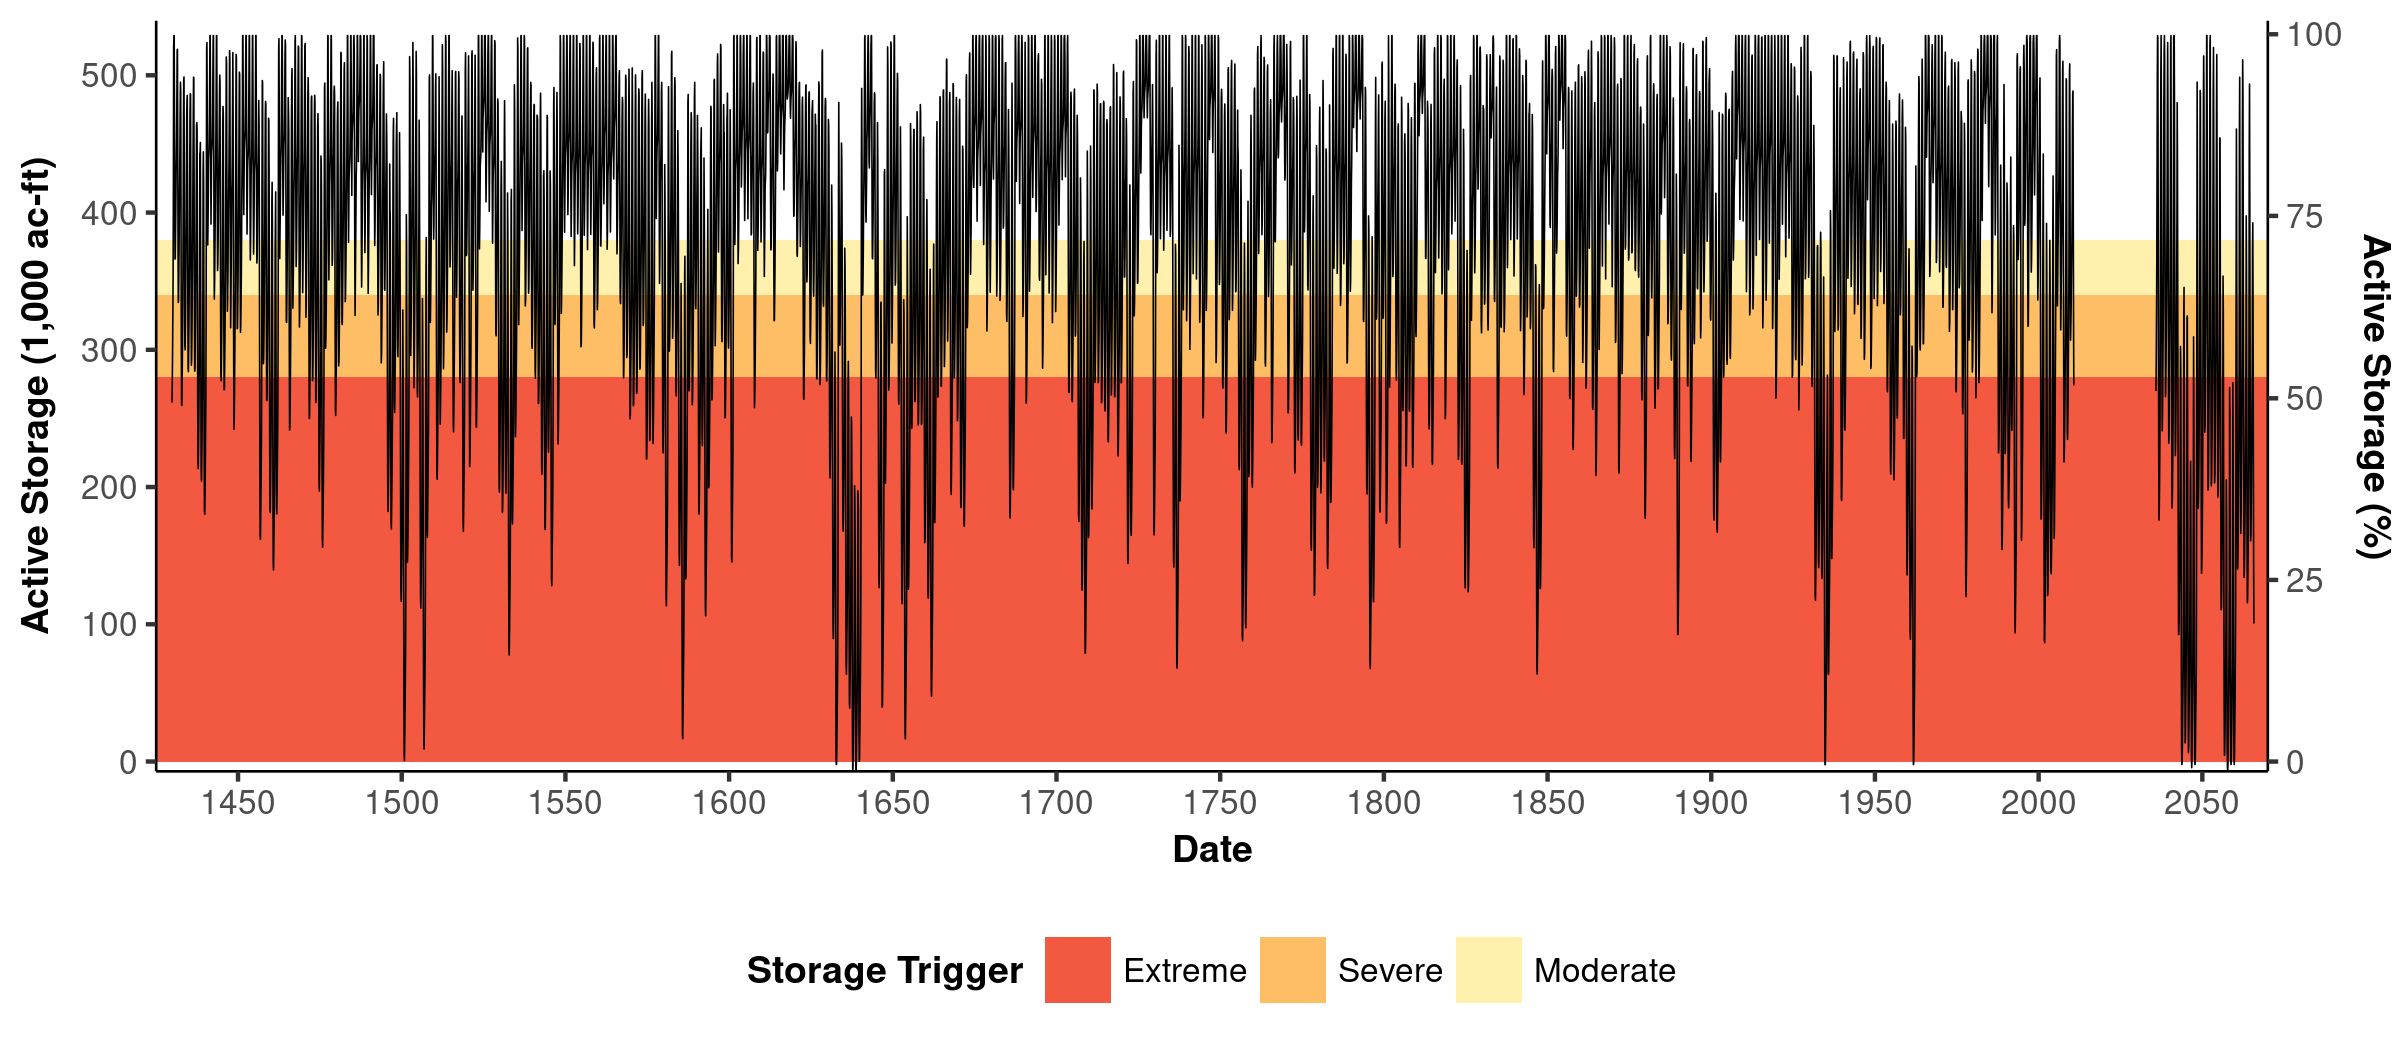 500
400
300
200
100
0
Active Storage (1,000 ac-ft)
100
75
50
25
0
Active Storage (%)
1450 1500 1550 1600 1650 1700 1750 1800 1850 1900 1950 2000 2050
Date
Storage Trigger Extreme Severe Moderate